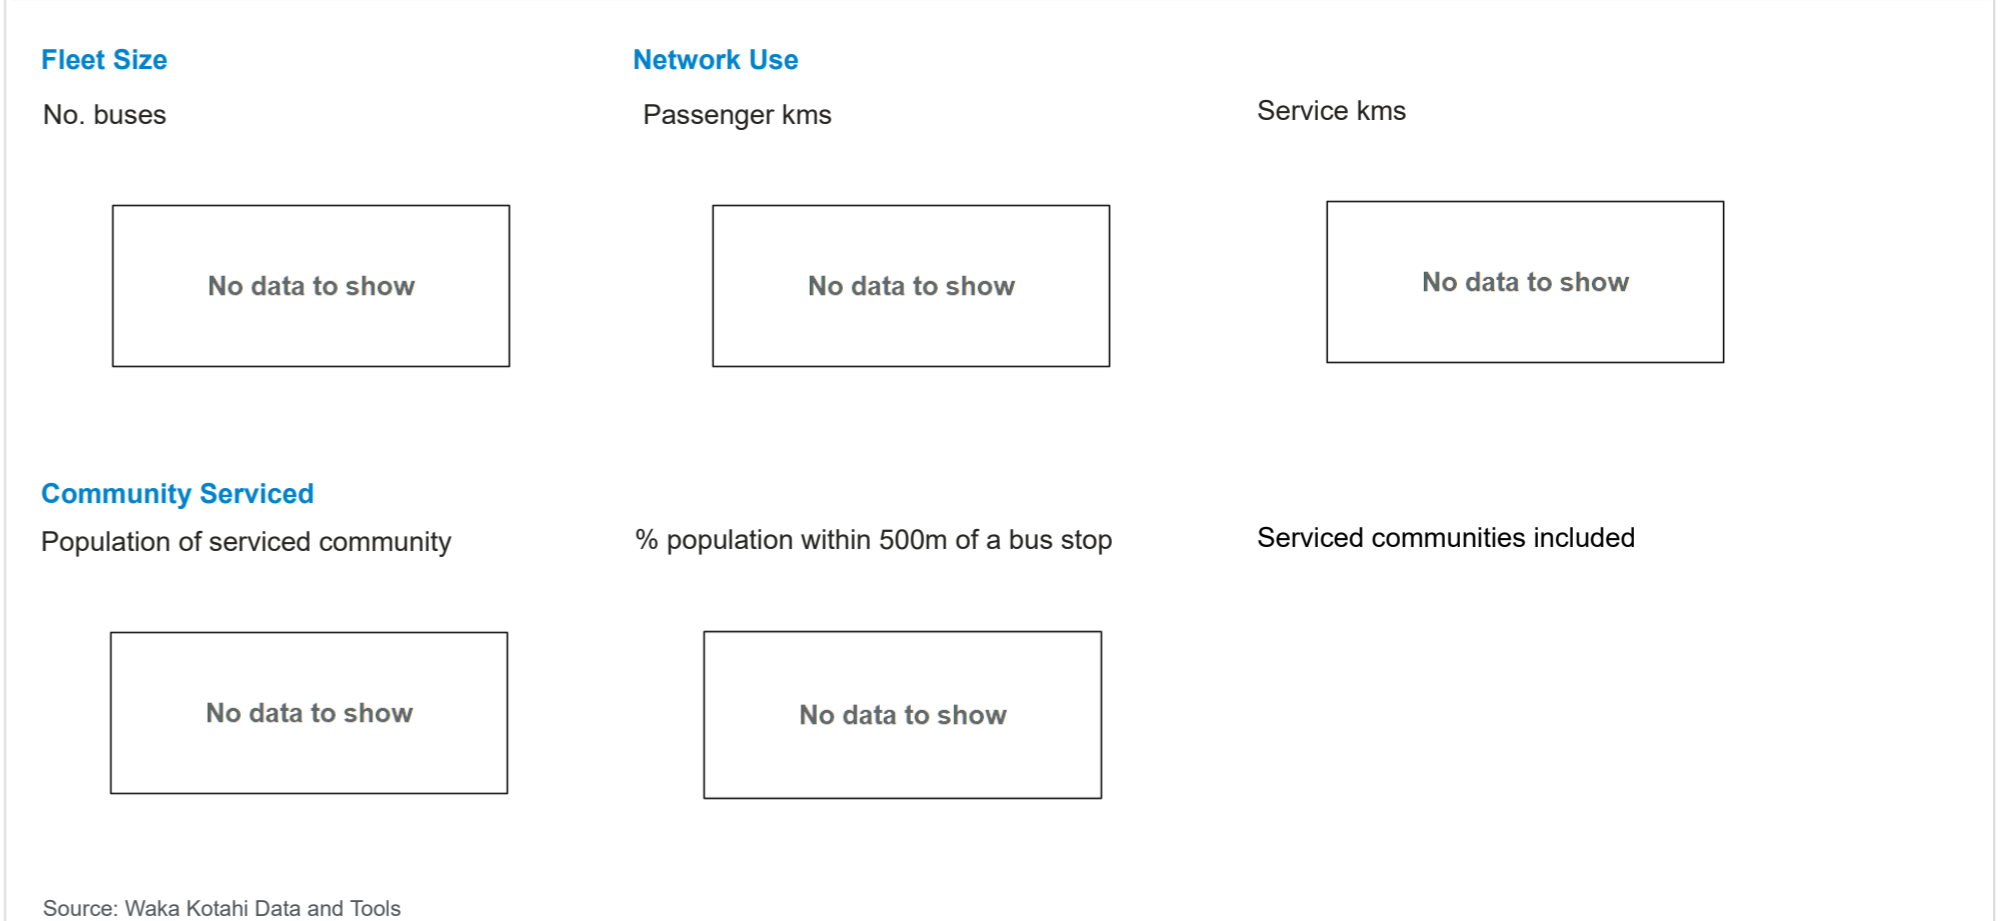 Fleet Size
Network Use
No. buses
Passenger kms
Service kms
No data to show
No data to show
No data to show
Community Serviced
Population of serviced community
% population within 500m of a bus stop
Serviced communities included
No data to show
No data to show
Source: Waka Kotahi Data and Tools